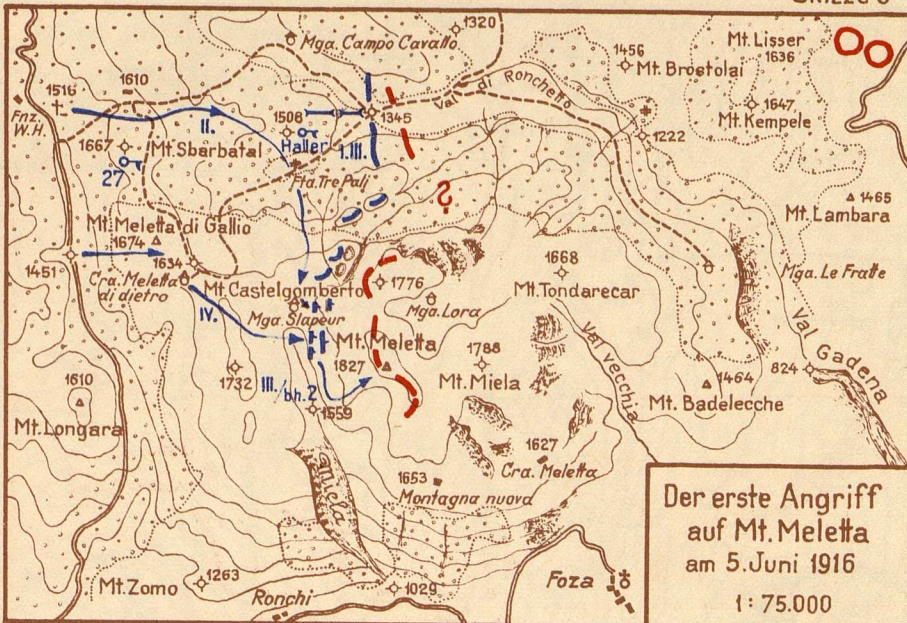 1320
Mga. Campo Cavallo
1456
Mt. Brostolai
Mt. Lisser
1636
1647
Mt. Kempele
1516
Fnz.
W.H.
1610
II.
1508
Haller
I.III.
1345
Val di Ronchetto
1222
1667
27
Mt. Sbarbatal
Fta. Tre Pali
?
1465
Mt. Lambara
Mt. Meletta di Gallio
1674
1634
1451
Cra. Meletta
di dietro
IV.
Mt. Castelgomberto
Mga. Slapeur
1776
Mga. Lora
1668
Mt. Tondarecar
Mga. Le Fratte
Val Gadena
824
Mt. Meletta
1827
1788
Mt. Miela
Val vecchia
1464
Mt. Badelecche
1732
III./bh. 2
1559
1610
Mt. Longara
Miela
1653
Montagna nuova
1627
Cra. Meletta
Mt. Zomo
1263
Ronchi
1029
Foza
Der erste Angriff
auf Mt. Meletta
am 5. Juni 1916
1 : 75.000